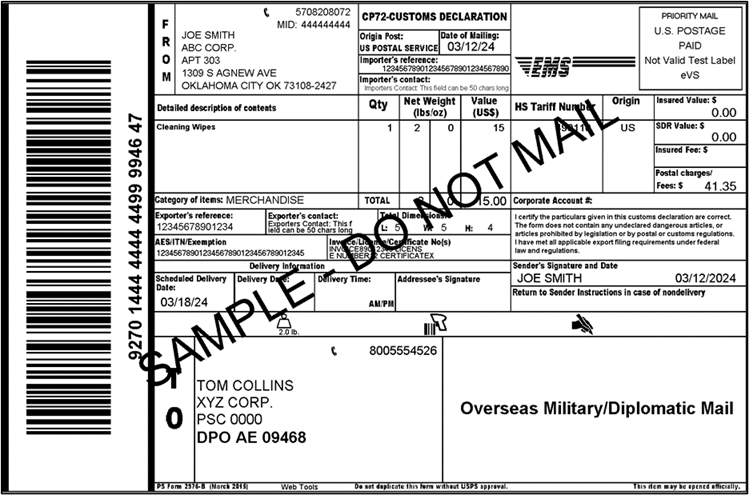 9270 1444 4444 4499 9946 47
FROM
5708208072
MID: 444444444
JOE SMITH
ABC CORP.
APT 303
1309 S AGNEW AVE
OKLAHOMA CITY OK 73108-2427
CP72-CUSTOMS DECLARATION
Origin Post:
US POSTAL SERVICE
Date of Mailing:
03/12/24
Importer's reference:
123456789012345678901234567890
Importer's contact:
Importers Contact: This field can be 50 chars long
EMS
PRIORITY MAIL
U.S. POSTAGE
PAID
Not Valid Test Label
eVS
Detailed description of contents
Qty
Net Weight
(lbs/oz)
Value
(US$)
HS Tariff Number
Origin
Cleaning Wipes
1 2 0 15
US
Insured Value: $
0.00
SDR Value: $
0.00
Insured Fee: $
Postal charges/
Fees: $ 41.35
Category of items: MERCHANDISE
TOTAL
15.00
Corporate Account #:
Exporter's reference:
12345678901234
Exporter's contact:
Exporters Contact: This f
ield can be 50 chars long
Total Dimensions
L: 5 W: 5 H: 4
I certify the particulars given in this customs declaration are correct.
The form does not contain any undeclared dangerous articles, or
articles prohibited by legislation or by postal or customs regulations.
I have met all applicable export filing requirements under federal
law and regulations.
AES/ITN/Exemption
Invoice/License/Certificate No(s)
E NUMBER12 CERTIFICATEX
Delivery Information
Scheduled Delivery
Date:
03/18/24
Delivery Date:
Delivery Time:
AM/PM
Addressee's Signature
Sender's Signature and Date
JOE SMITH 03/12/2024
Return to Sender Instructions in case of nondelivery
2.0 lb.
TO
8005554526
TOM COLLINS
XYZ CORP.
PSC 0000
DPO AE 09468
Overseas Military/Diplomatic Mail
SAMPLE - DO NOT MAIL
PS Form 2976-B (March 2015)
Web Tools
Do not duplicate this form without USPS approval.
This item may be opened officially.